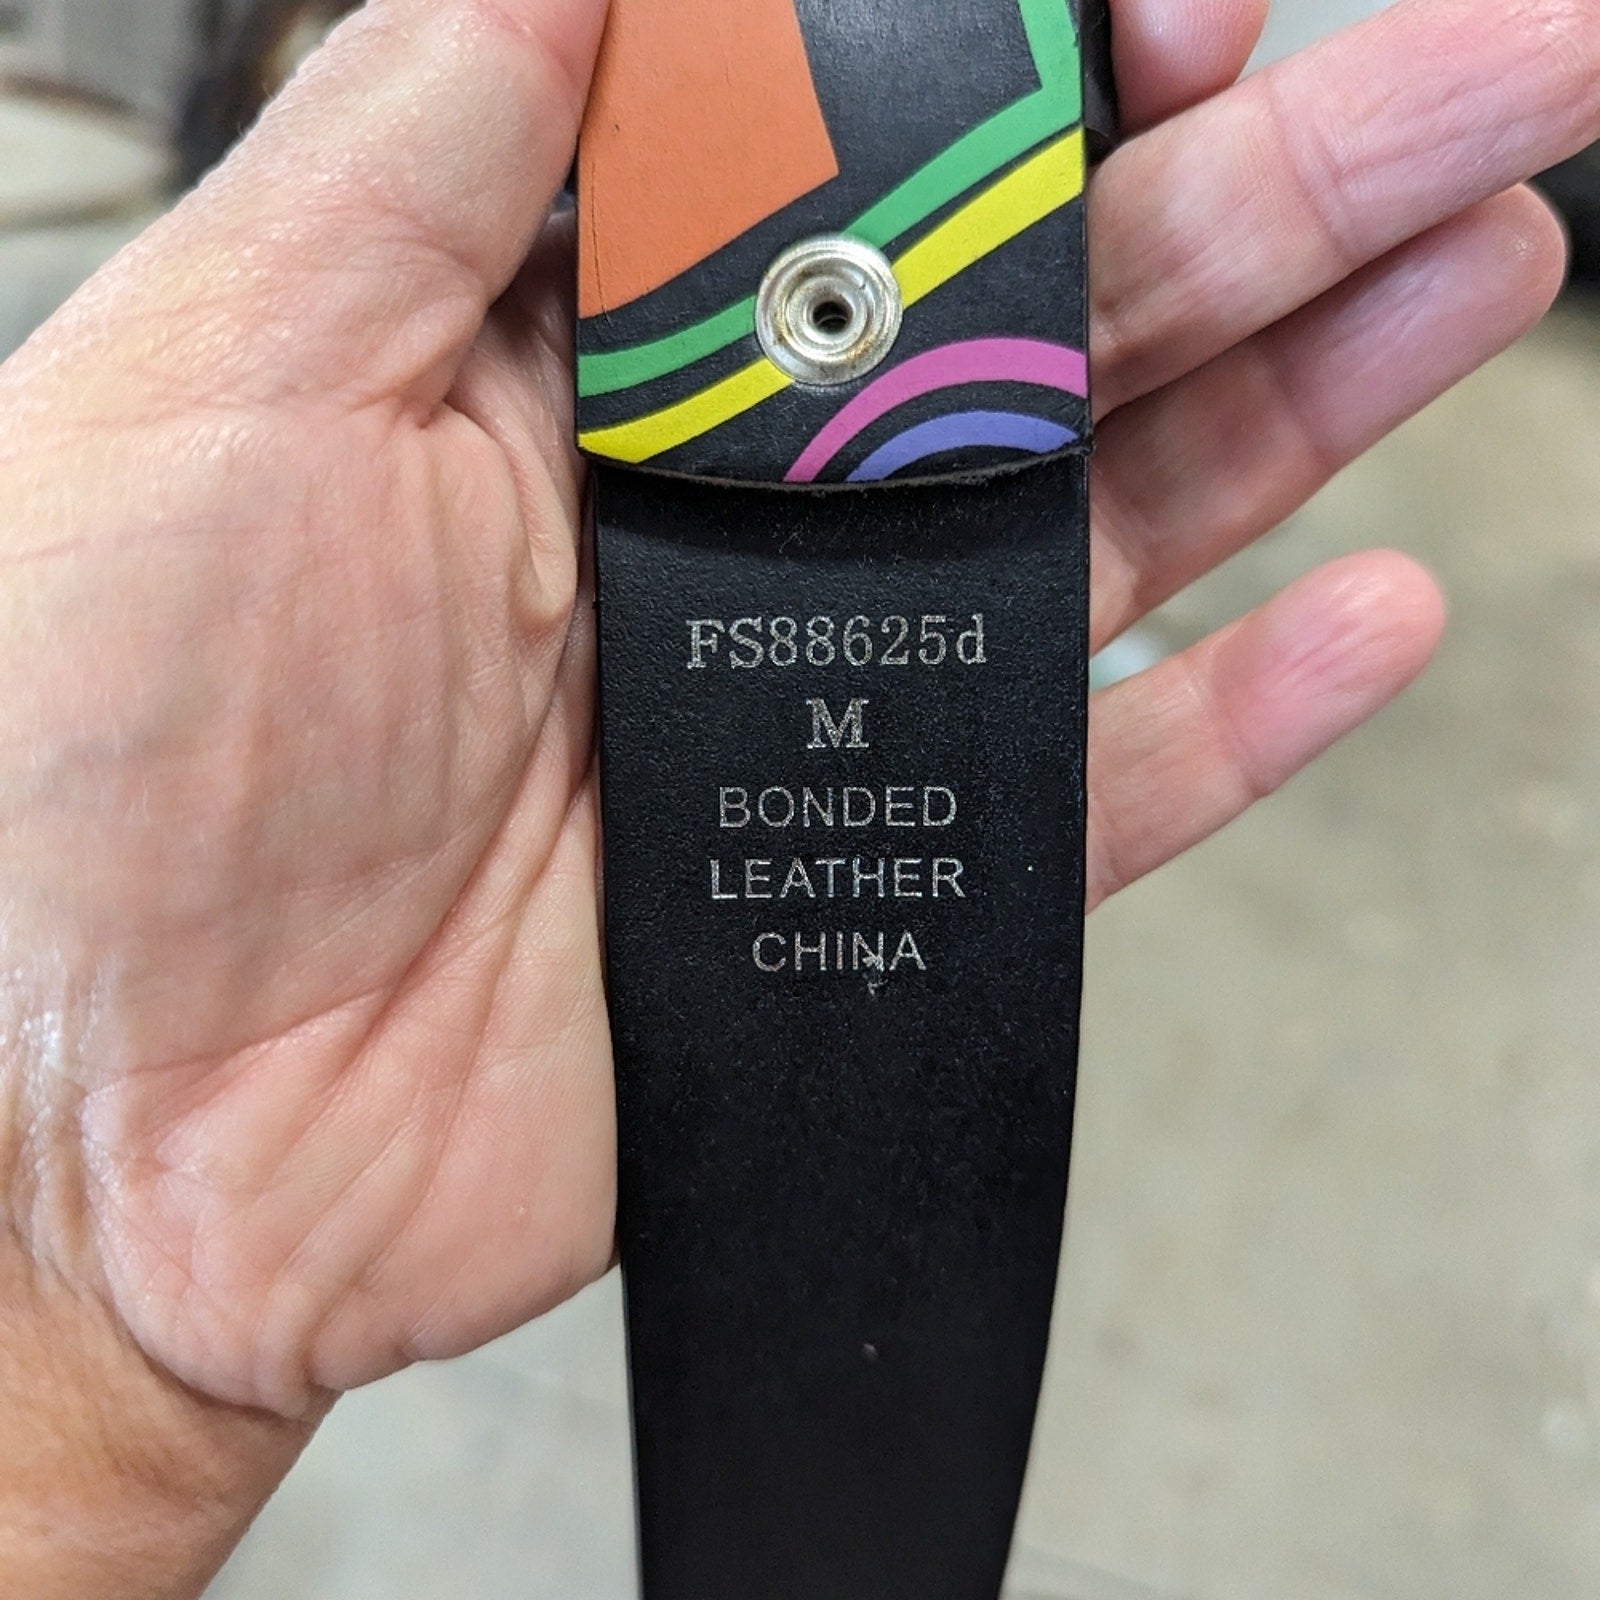 FS88625d
M
BONDED
LEATHER
CHINA